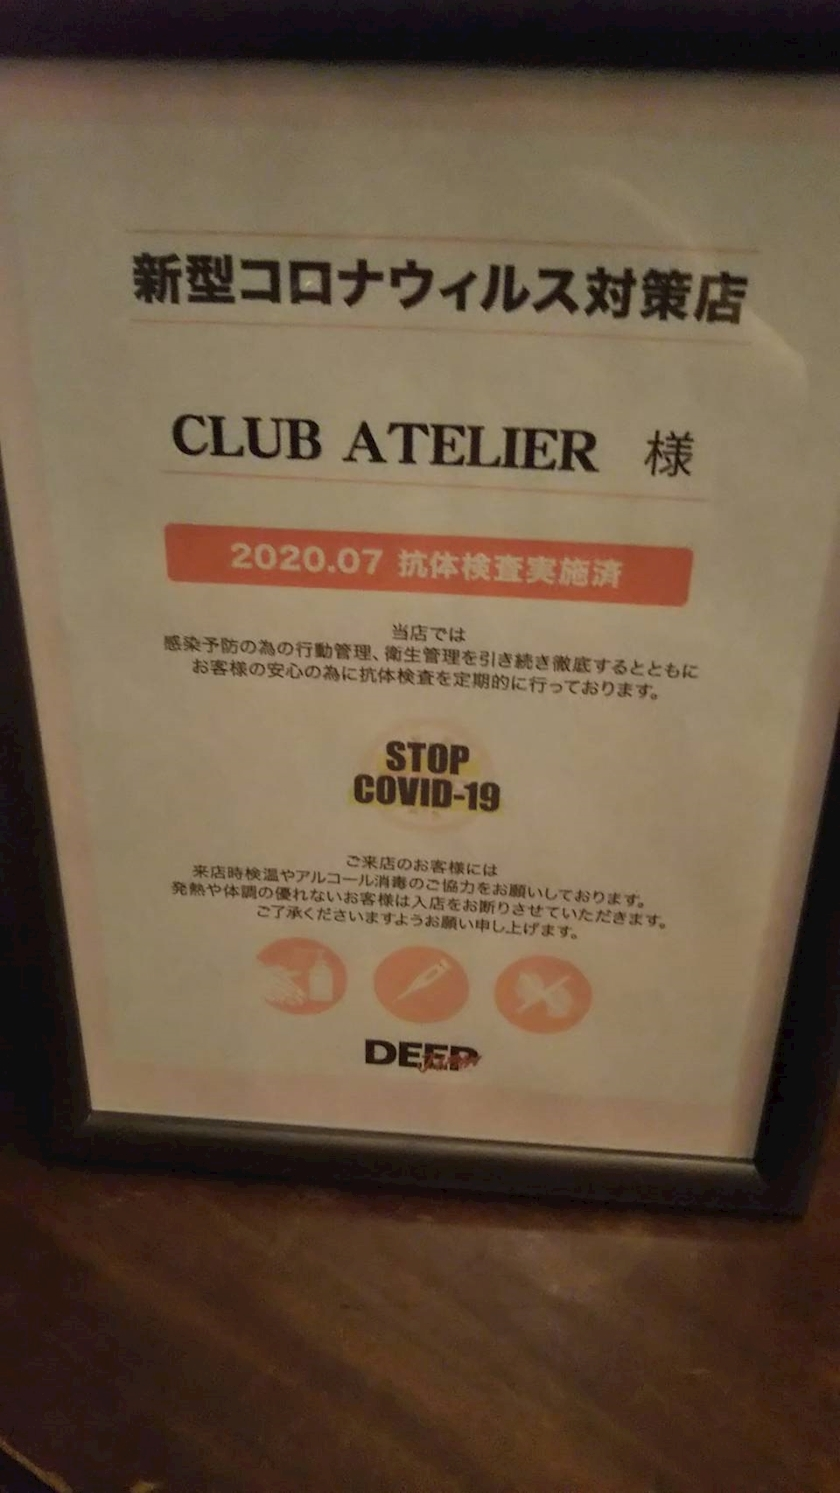 新型コロナウィルス対策店
CLUB ATELIER 様
2020.07 抗体検査実施済
当店では
感染予防の為の行動管理、衛生管理を引き続き徹底するとともに
お客様の安心の為に抗体検査を定期的に行っております。
STOP
COVID-19
ご来店のお客様には
来店時検温やアルコール消毒のご協力をお願いしております。
発熱や体調の優れないお客様は入店をお断りさせていただきます。
ご了承くださいますようお願い申し上げます。
DEEP